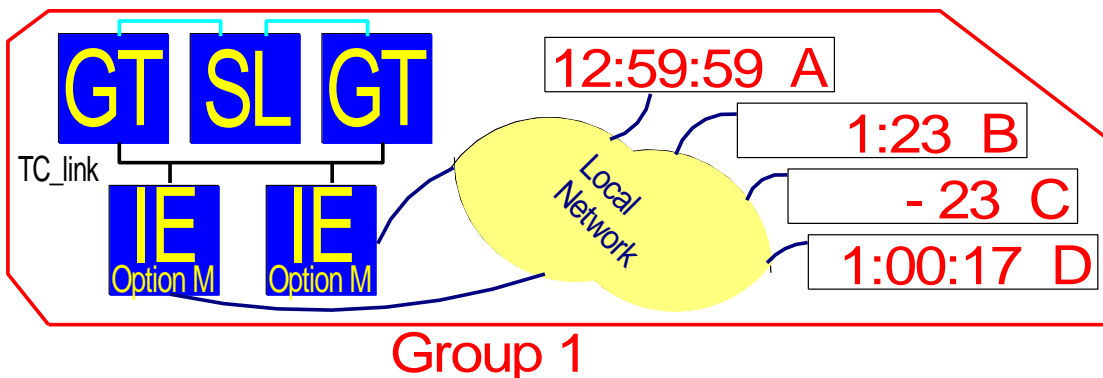 GT SL GT
12:59:59 A
1:23 B
TC_link
- 23 C
IE IE
Option M Option M
Local
Network
1:00:17 D
Group 1